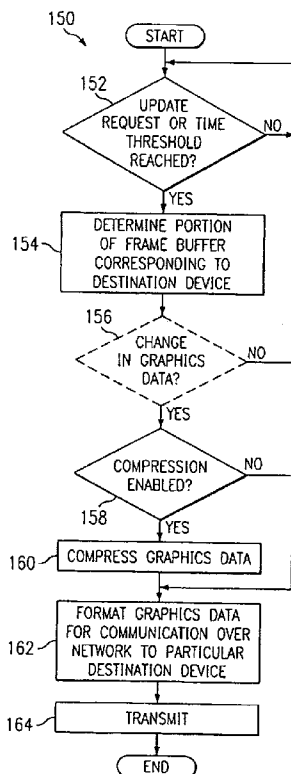 150
START
152
UPDATE
REQUEST OR TIME
THRESHOLD
REACHED?
NO
YES
154
DETERMINE PORTION
OF FRAME BUFFER
CORRESPONDING TO
DESTINATION DEVICE
156
CHANGE
IN GRAPHICS
DATA?
NO
YES
COMPRESSION
ENABLED?
NO
158
YES
160
COMPRESS GRAPHICS DATA
FORMAT GRAPHICS DATA
FOR COMMUNICATION OVER
NETWORK TO PARTICULAR
DESTINATION DEVICE
162
164
TRANSMIT
END